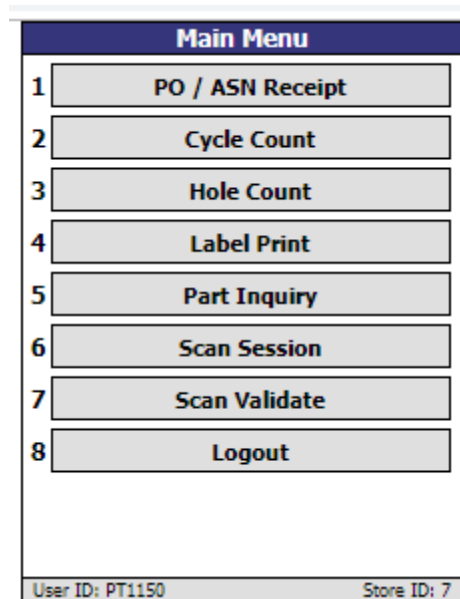 Main Menu
1 PO / ASN Receipt
2 Cycle Count
3 Hole Count
4 Label Print
5 Part Inquiry
6 Scan Session
7 Scan Validate
8 Logout
User ID: PT1150 Store ID: 7